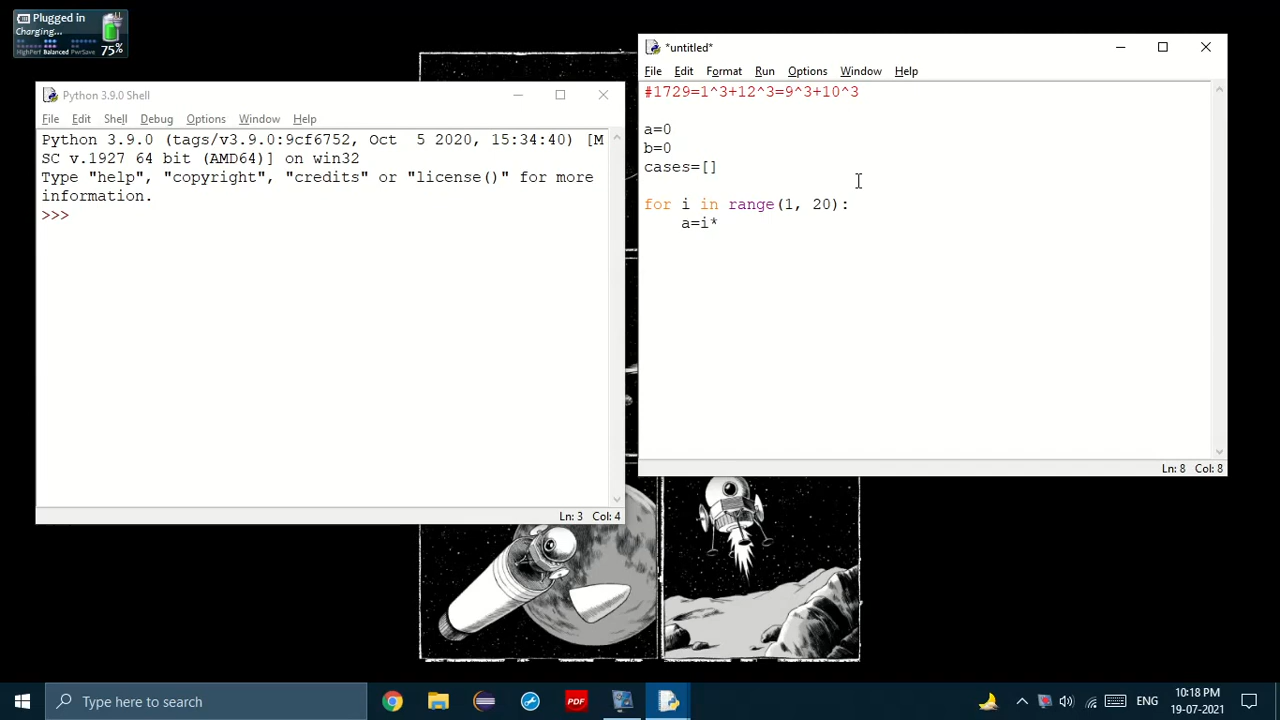 Plugged in
Charging...
HighPerf Balanced PwrSave
75%
Python 3.9.0 Shell
File Edit Shell Debug Options Window Help
Python 3.9.0 (tags/v3.9.0:9cf6752, Oct  5 2020, 15:34:40) [M
SC v.1927 64 bit (AMD64)] on win32
Type "help", "copyright", "credits" or "license()" for more
information.
>>>
Ln: 3 Col: 4
*untitled*
File Edit Format Run Options Window Help
#1729=1^3+12^3=9^3+10^3
a=0
b=0
cases=[]
for i in range(1, 20):
    a=i*
Ln: 8 Col: 8
Type here to search
PDF
ENG
10:18 PM
19-07-2021